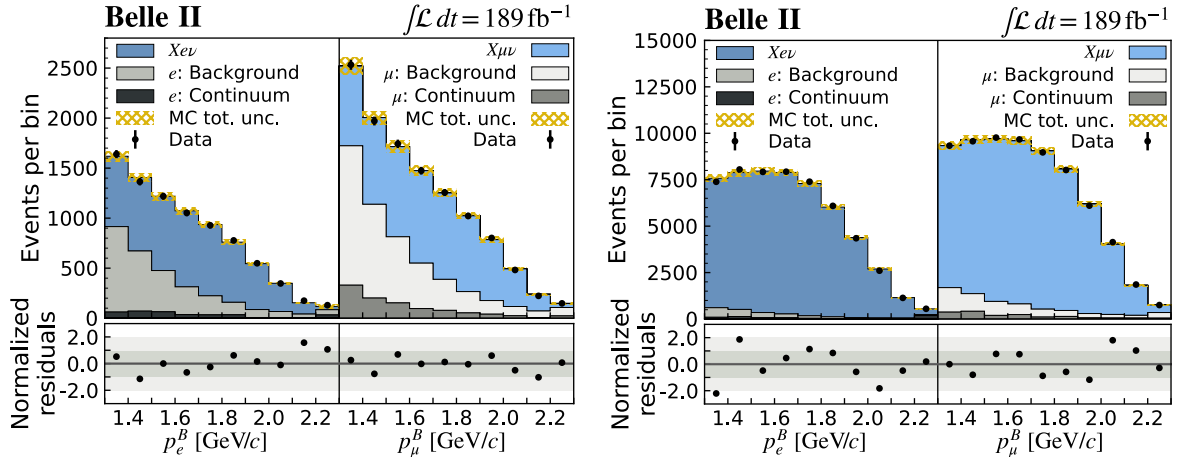 Belle II ∫ℒ dt = 189 fb⁻¹
Events per bin
2500
2000
1500
1000
500
0
Xeν
e: Background
e: Continuum
MC tot. unc.
Data
Xμν
μ: Background
μ: Continuum
MC tot. unc.
Data
Normalized residuals
2.0
0.0
-2.0
1.4 1.6 1.8 2.0 2.2 1.4 1.6 1.8 2.0 2.2
p_e^B [GeV/c] p_μ^B [GeV/c]
Belle II ∫ℒ dt = 189 fb⁻¹
Events per bin
15000
12500
10000
7500
5000
2500
0
Xeν
e: Background
e: Continuum
MC tot. unc.
Data
Xμν
μ: Background
μ: Continuum
MC tot. unc.
Data
Normalized residuals
2.0
0.0
-2.0
1.4 1.6 1.8 2.0 2.2 1.4 1.6 1.8 2.0 2.2
p_e^B [GeV/c] p_μ^B [GeV/c]